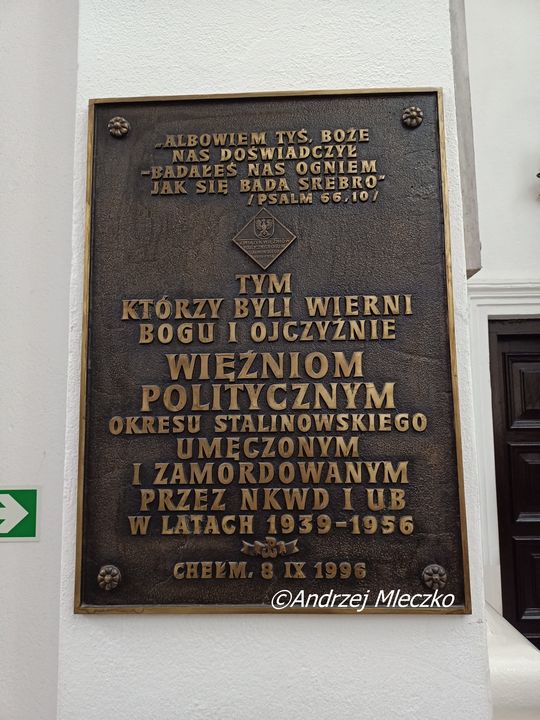 „ALBOWIEM TYŚ, BOŻE
NAS DOŚWIADCZYŁ
-BADAŁEŚ NAS OGNIEM
JAK SIĘ BADA SREBRO"
/PSALM 66,10/
TYM
KTÓRZY BYLI WIERNI
BOGU I OJCZYŹNIE
WIĘŹNIOM
POLITYCZNYM
OKRESU STALINOWSKIEGO
UMĘCZONYM
I ZAMORDOWANYM
PRZEZ NKWD I UB
W LATACH 1939-1956
CHEŁM, 8 IX 1996
©Andrzej Mleczko